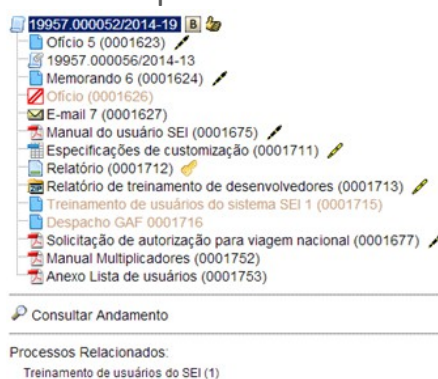 19957.000052/2014-19 B
Ofício 5 (0001623)
19957.000056/2014-13
Memorando 6 (0001624)
Ofício (0001626)
E-mail 7 (0001627)
Manual do usuário SEI (0001675)
Especificações de customização (0001711)
Relatório (0001712)
Relatório de treinamento de desenvolvedores (0001713)
Treinamento de usuários do sistema SEI 1 (0001715)
Despacho GAF 0001716
Solicitação de autorização para viagem nacional (0001677)
Manual Multiplicadores (0001752)
Anexo Lista de usuários (0001753)
Consultar Andamento
Processos Relacionados:
Treinamento de usuários do SEI (1)